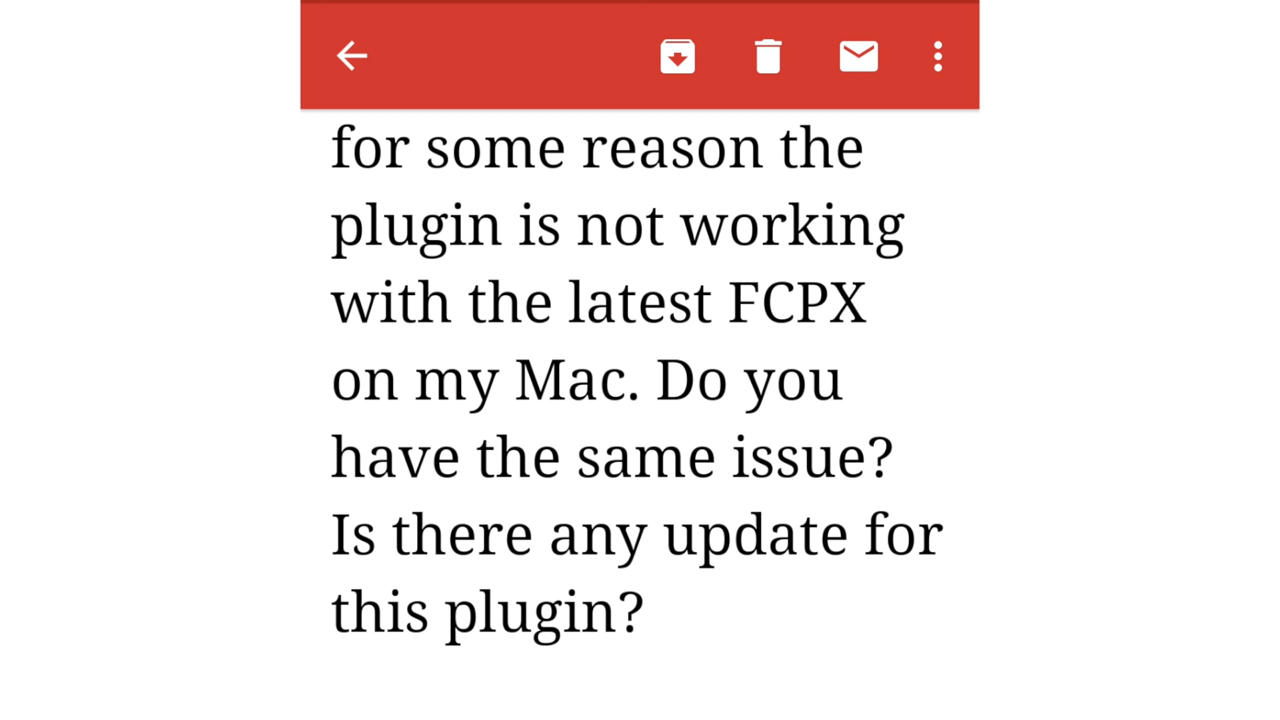 for some reason the
plugin is not working
with the latest FCPX
on my Mac. Do you
have the same issue?
Is there any update for
this plugin?